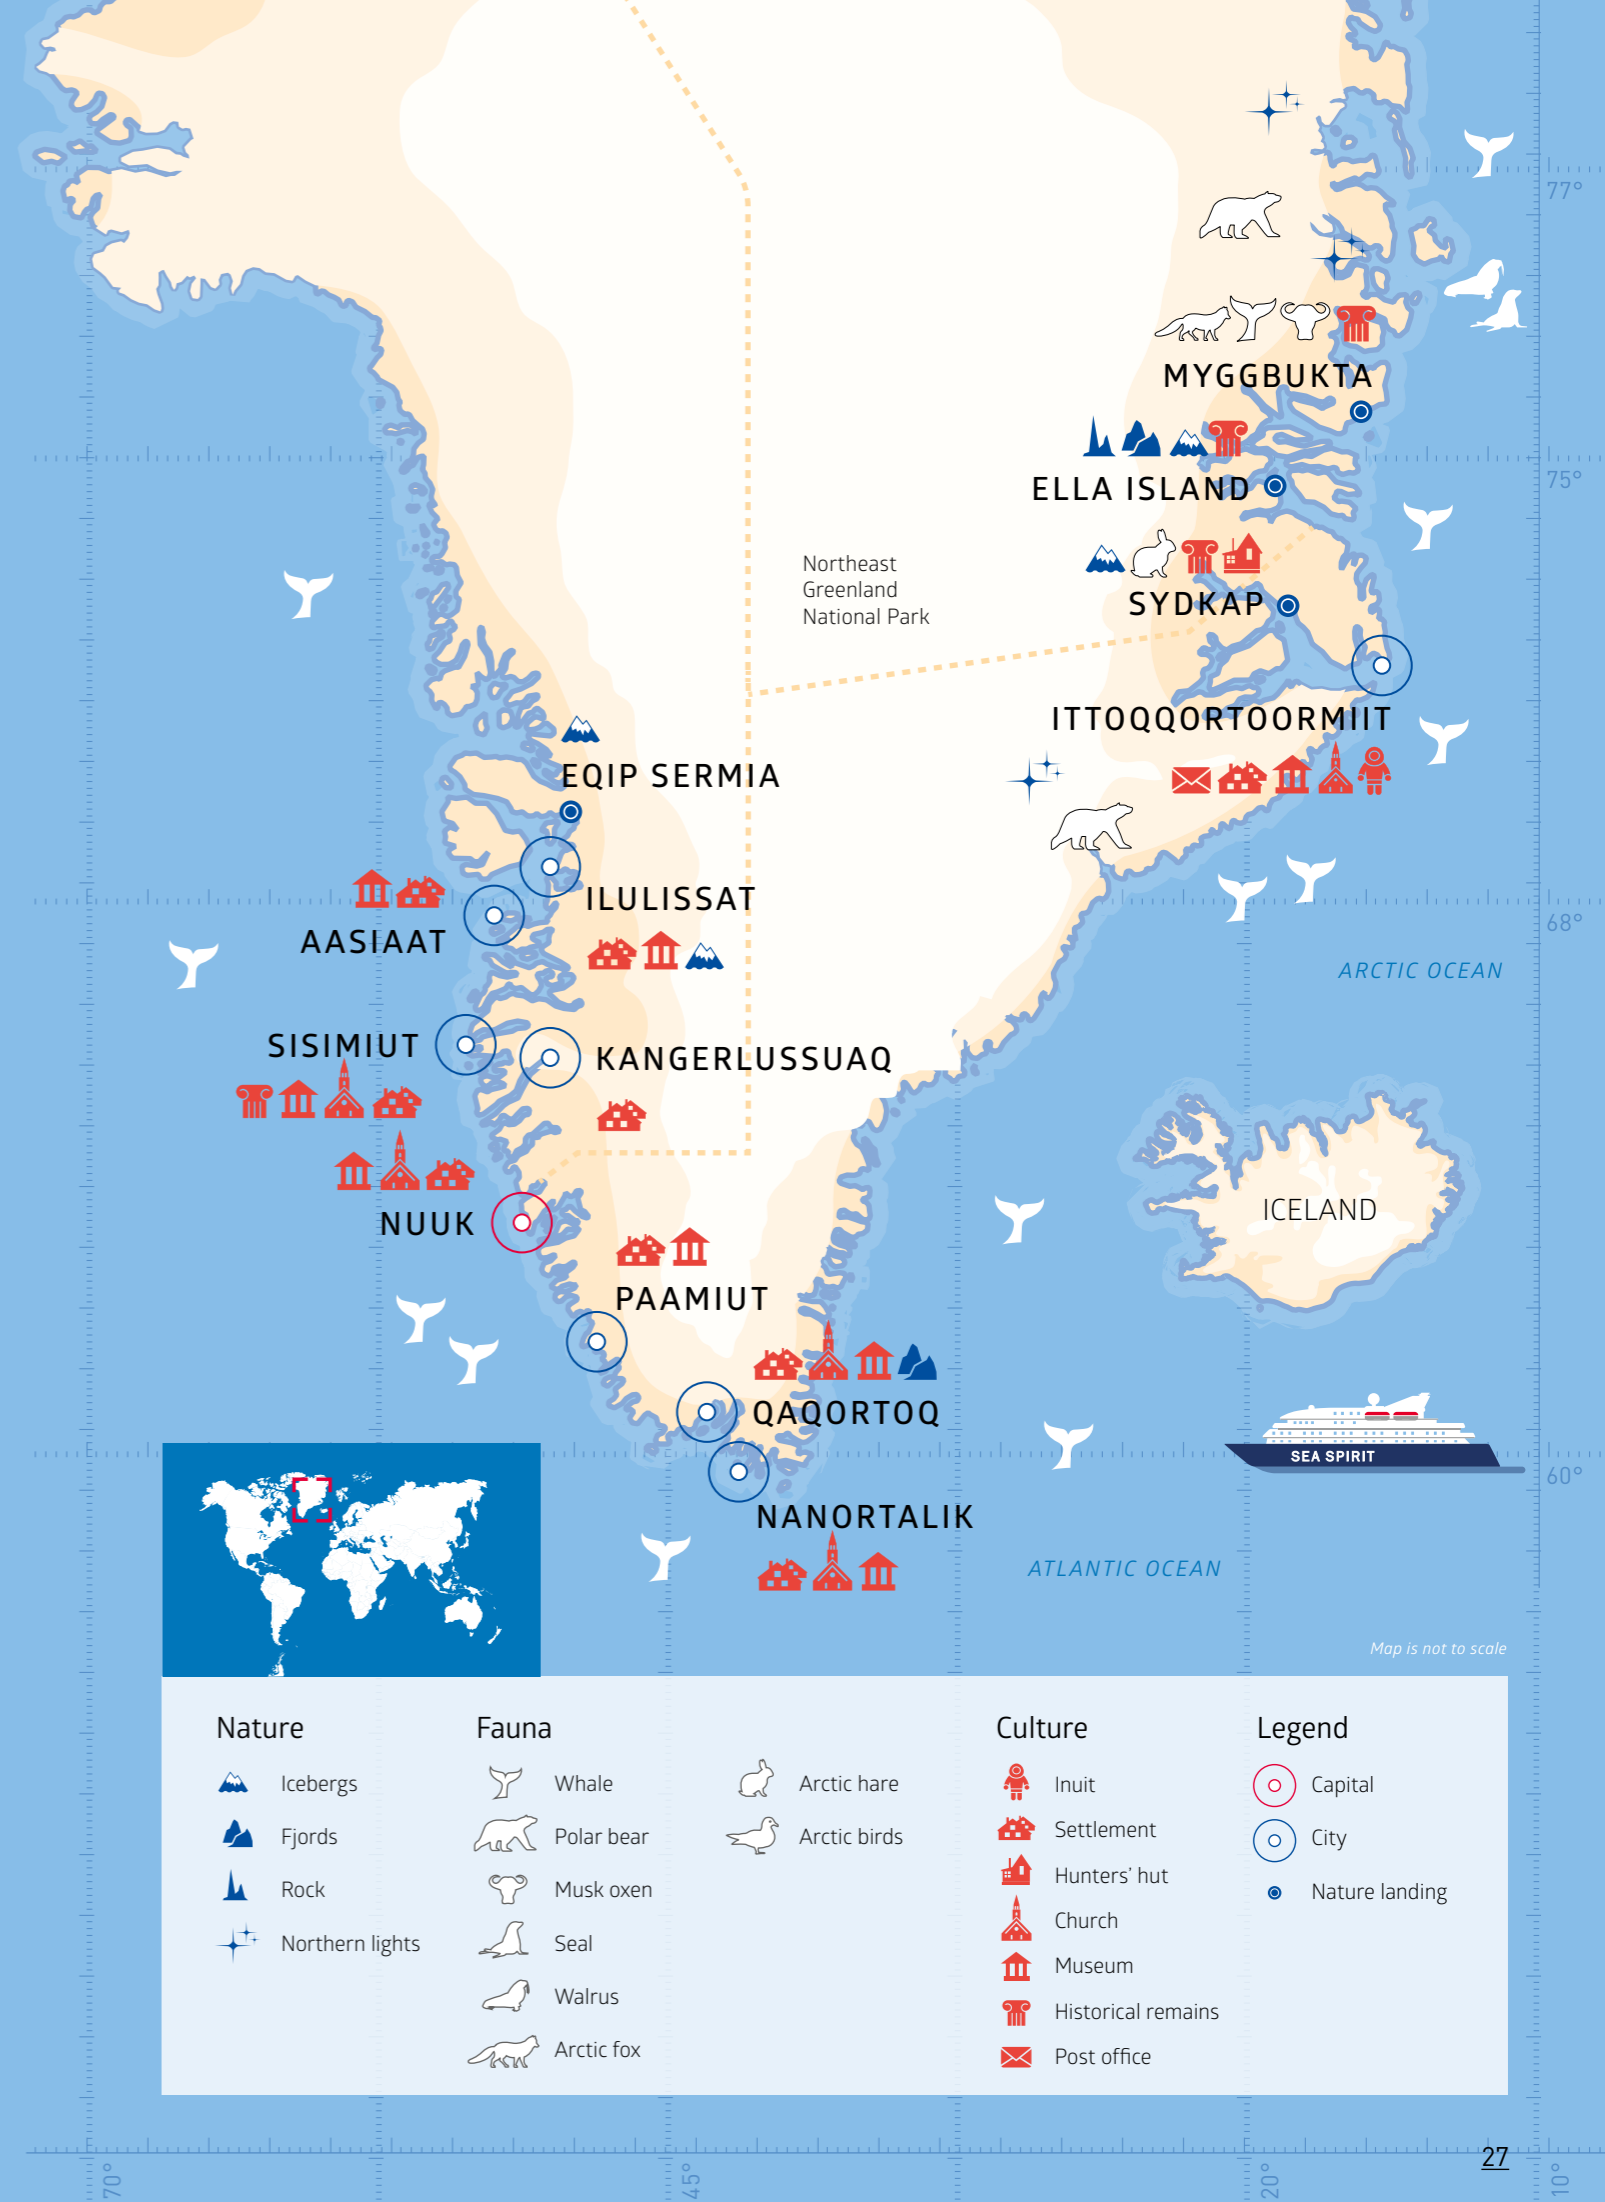 77°
MYGGBUKTA
75°
ELLA ISLAND
Northeast
Greenland
National Park
SYDKAP
ITTOQQORTOORMIIT
EQIP SERMIA
ILULISSAT
AASIAAT
68°
ARCTIC OCEAN
SISIMIUT
KANGERLUSSUAQ
ICELAND
NUUK
PAAMIUT
QAQORTOQ
SEA SPIRIT
60°
NANORTALIK
ATLANTIC OCEAN
Map is not to scale
Nature
Icebergs
Fjords
Rock
Northern lights
Fauna
Whale
Polar bear
Musk oxen
Seal
Walrus
Arctic fox
Arctic hare
Arctic birds
Culture
Inuit
Settlement
Hunters' hut
Church
Museum
Historical remains
Post office
Legend
Capital
City
Nature landing
27
70°
45°
20°
10°